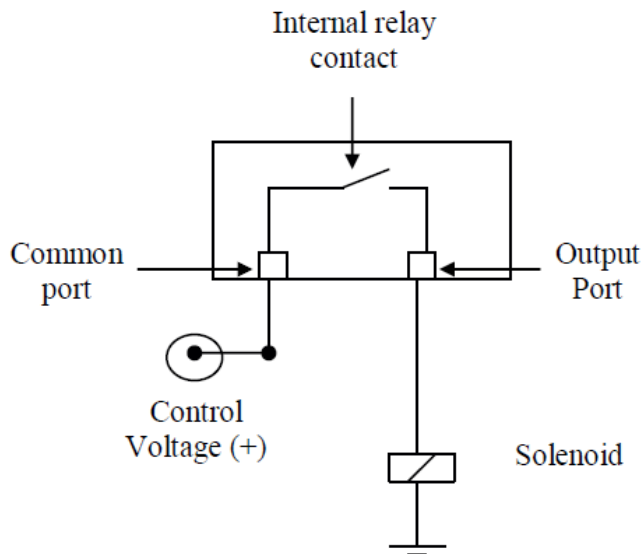 Internal relay
contact
Common
port
Output
Port
Control
Voltage (+)
Solenoid